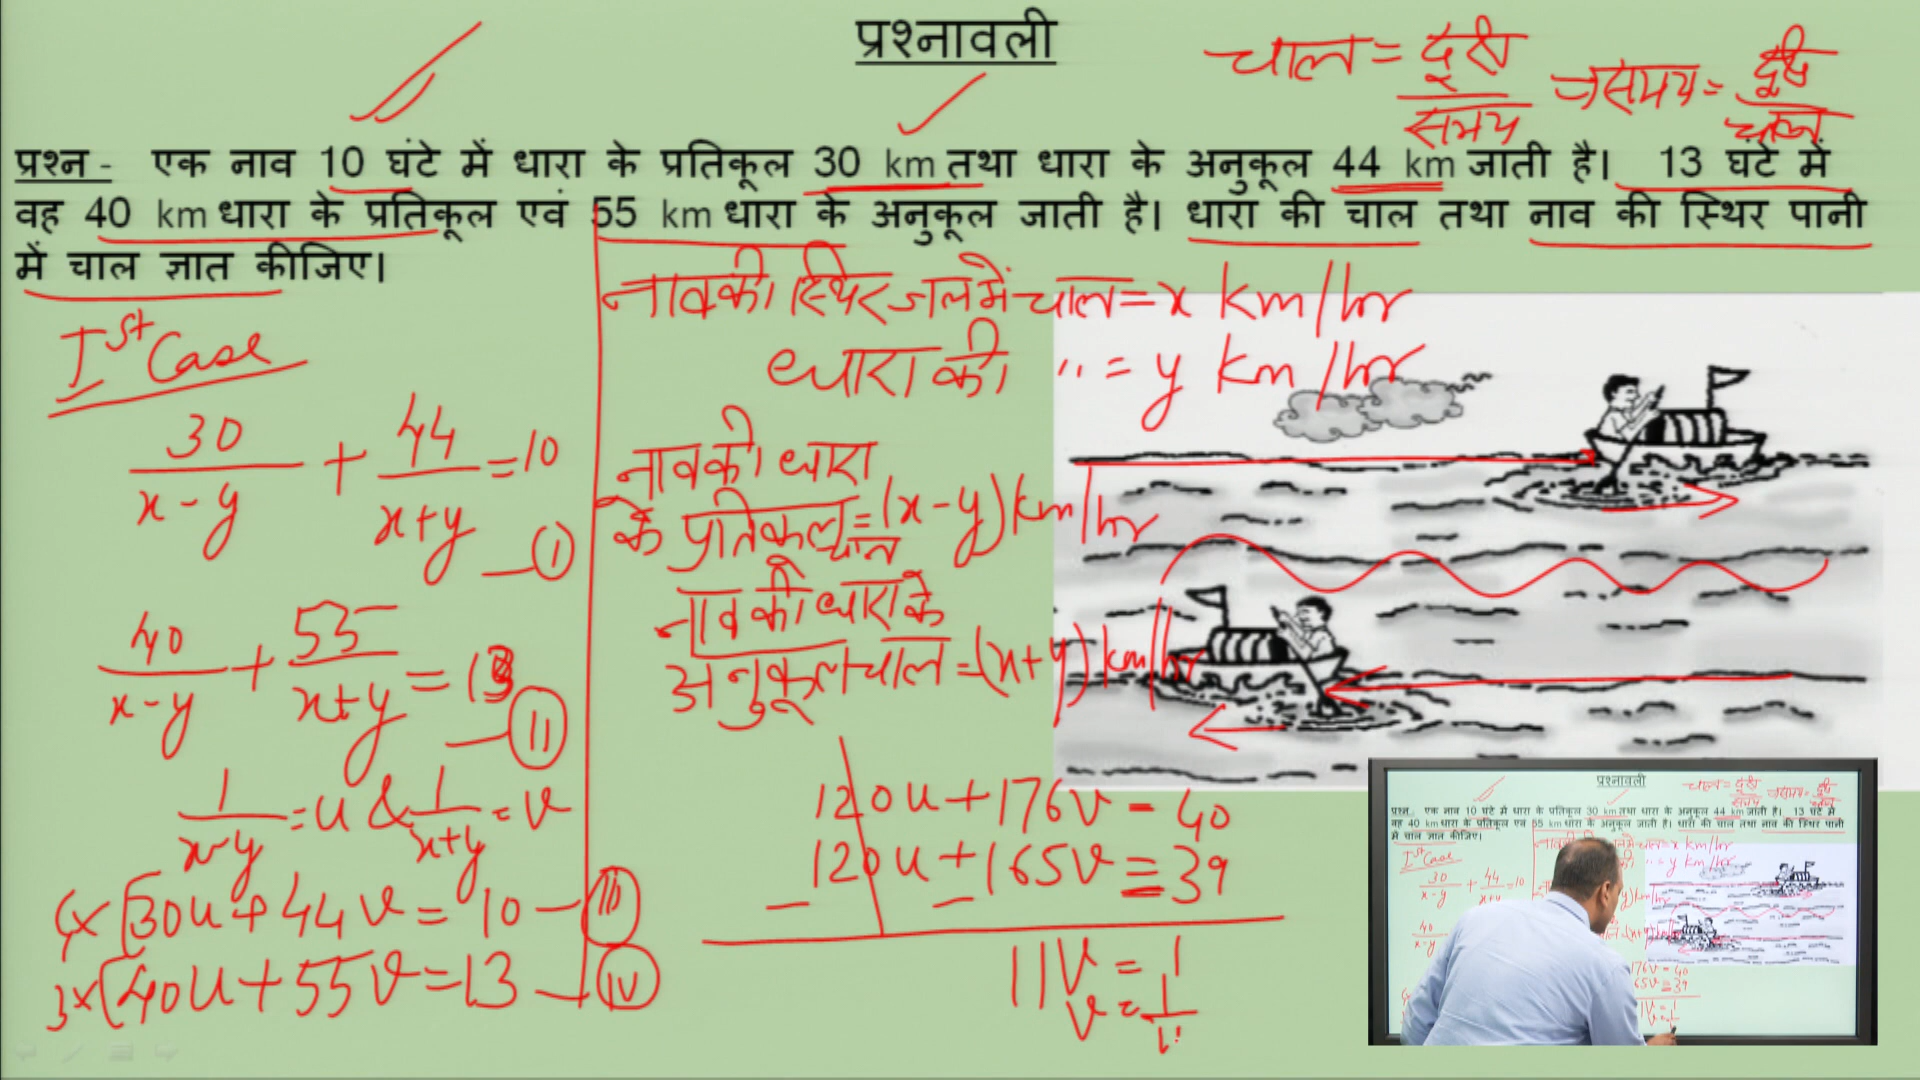 प्रश्नावली
चाल = दूरी / समय ⇒ समय = दूरी / चाल
प्रश्न - एक नाव 10 घंटे में धारा के प्रतिकूल 30 km तथा धारा के अनुकूल 44 km जाती है। 13 घंटे में
वह 40 km धारा के प्रतिकूल एवं 55 km धारा के अनुकूल जाती है। धारा की चाल तथा नाव की स्थिर पानी
में चाल ज्ञात कीजिए।
Ist Case
30/(x-y) + 44/(x+y) = 10 — (I)
40/(x-y) + 55/(x+y) = 13 — (II)
1/(x-y) = u & 1/(x+y) = v
4×[30u + 44v = 10 — (III)
3×[40u + 55v = 13 — (IV)
नाव की स्थिर जल में चाल = x km/hr
धारा की " = y km/hr
नाव की धारा
के प्रतिकूल चाल = (x-y) km/hr
नाव की धारा के
अनुकूल चाल = (x+y) km/hr
120u + 176v = 40
120u + 165v = 39
− − −
11v = 1
v = 1/11